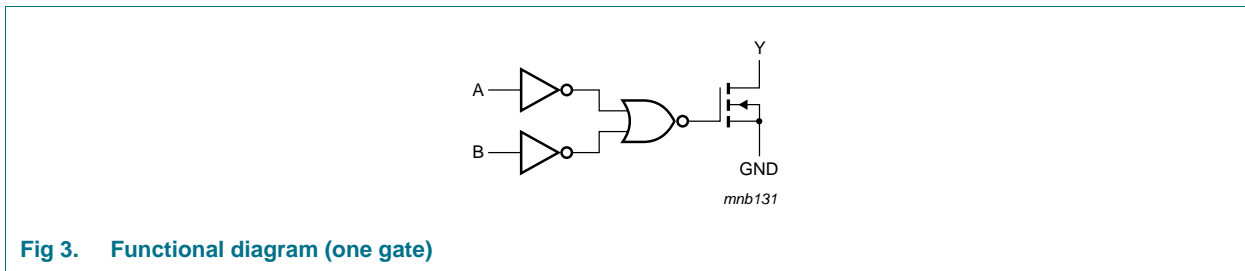 Y
A
B
GND
mnb131
Fig 3. Functional diagram (one gate)